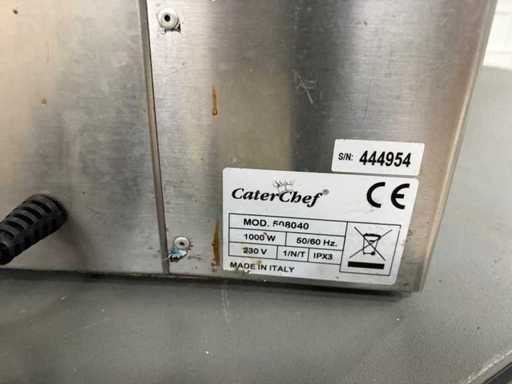 S/N: 444954
CaterChef® CE
MOD. 508040
1000 W 50/60 Hz.
230 V 1/N/T IPX3
MADE IN ITALY